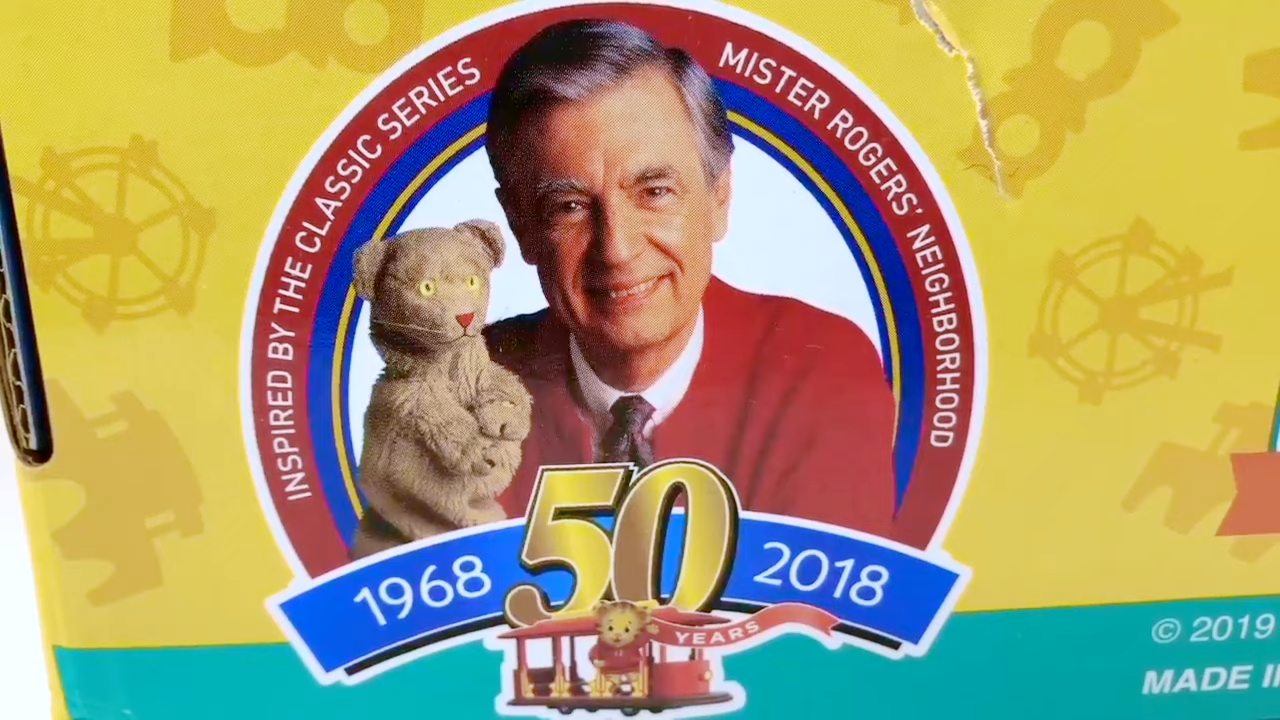 INSPIRED BY THE CLASSIC SERIES
MISTER ROGERS' NEIGHBORHOOD
1968 50 2018
YEARS
© 2019
MADE